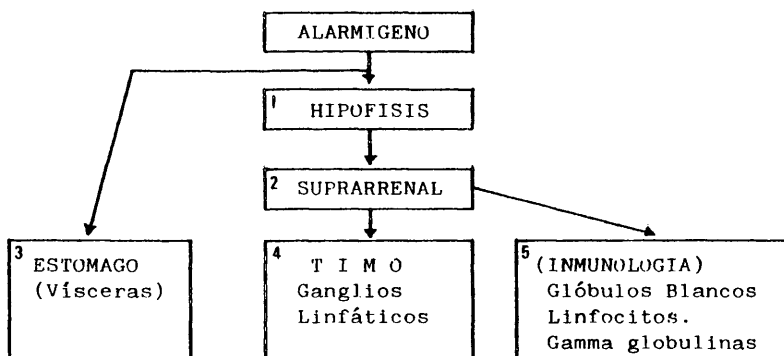 ALARMIGENO
1 HIPOFISIS
2 SUPRARRENAL
3 ESTOMAGO
(Vísceras)
4 T I M O
Ganglios
Linfáticos
5 (INMUNOLOGIA)
Glóbulos Blancos
Linfocitos.
Gamma globulinas